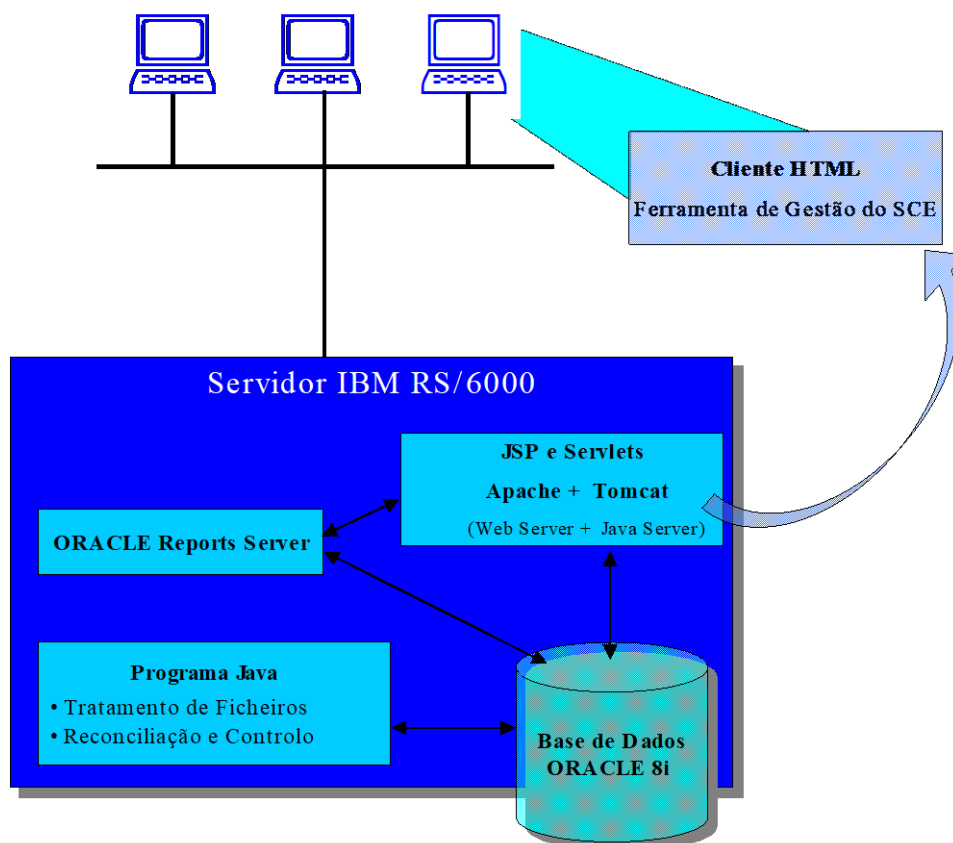 Cliente HTML
Ferramenta de Gestão do SCE
Servidor IBM RS/6000
JSP e Servlets
Apache + Tomcat
(Web Server + Java Server)
ORACLE Reports Server
Programa Java
• Tratamento de Ficheiros
• Reconciliação e Controlo
Base de Dados
ORACLE 8i